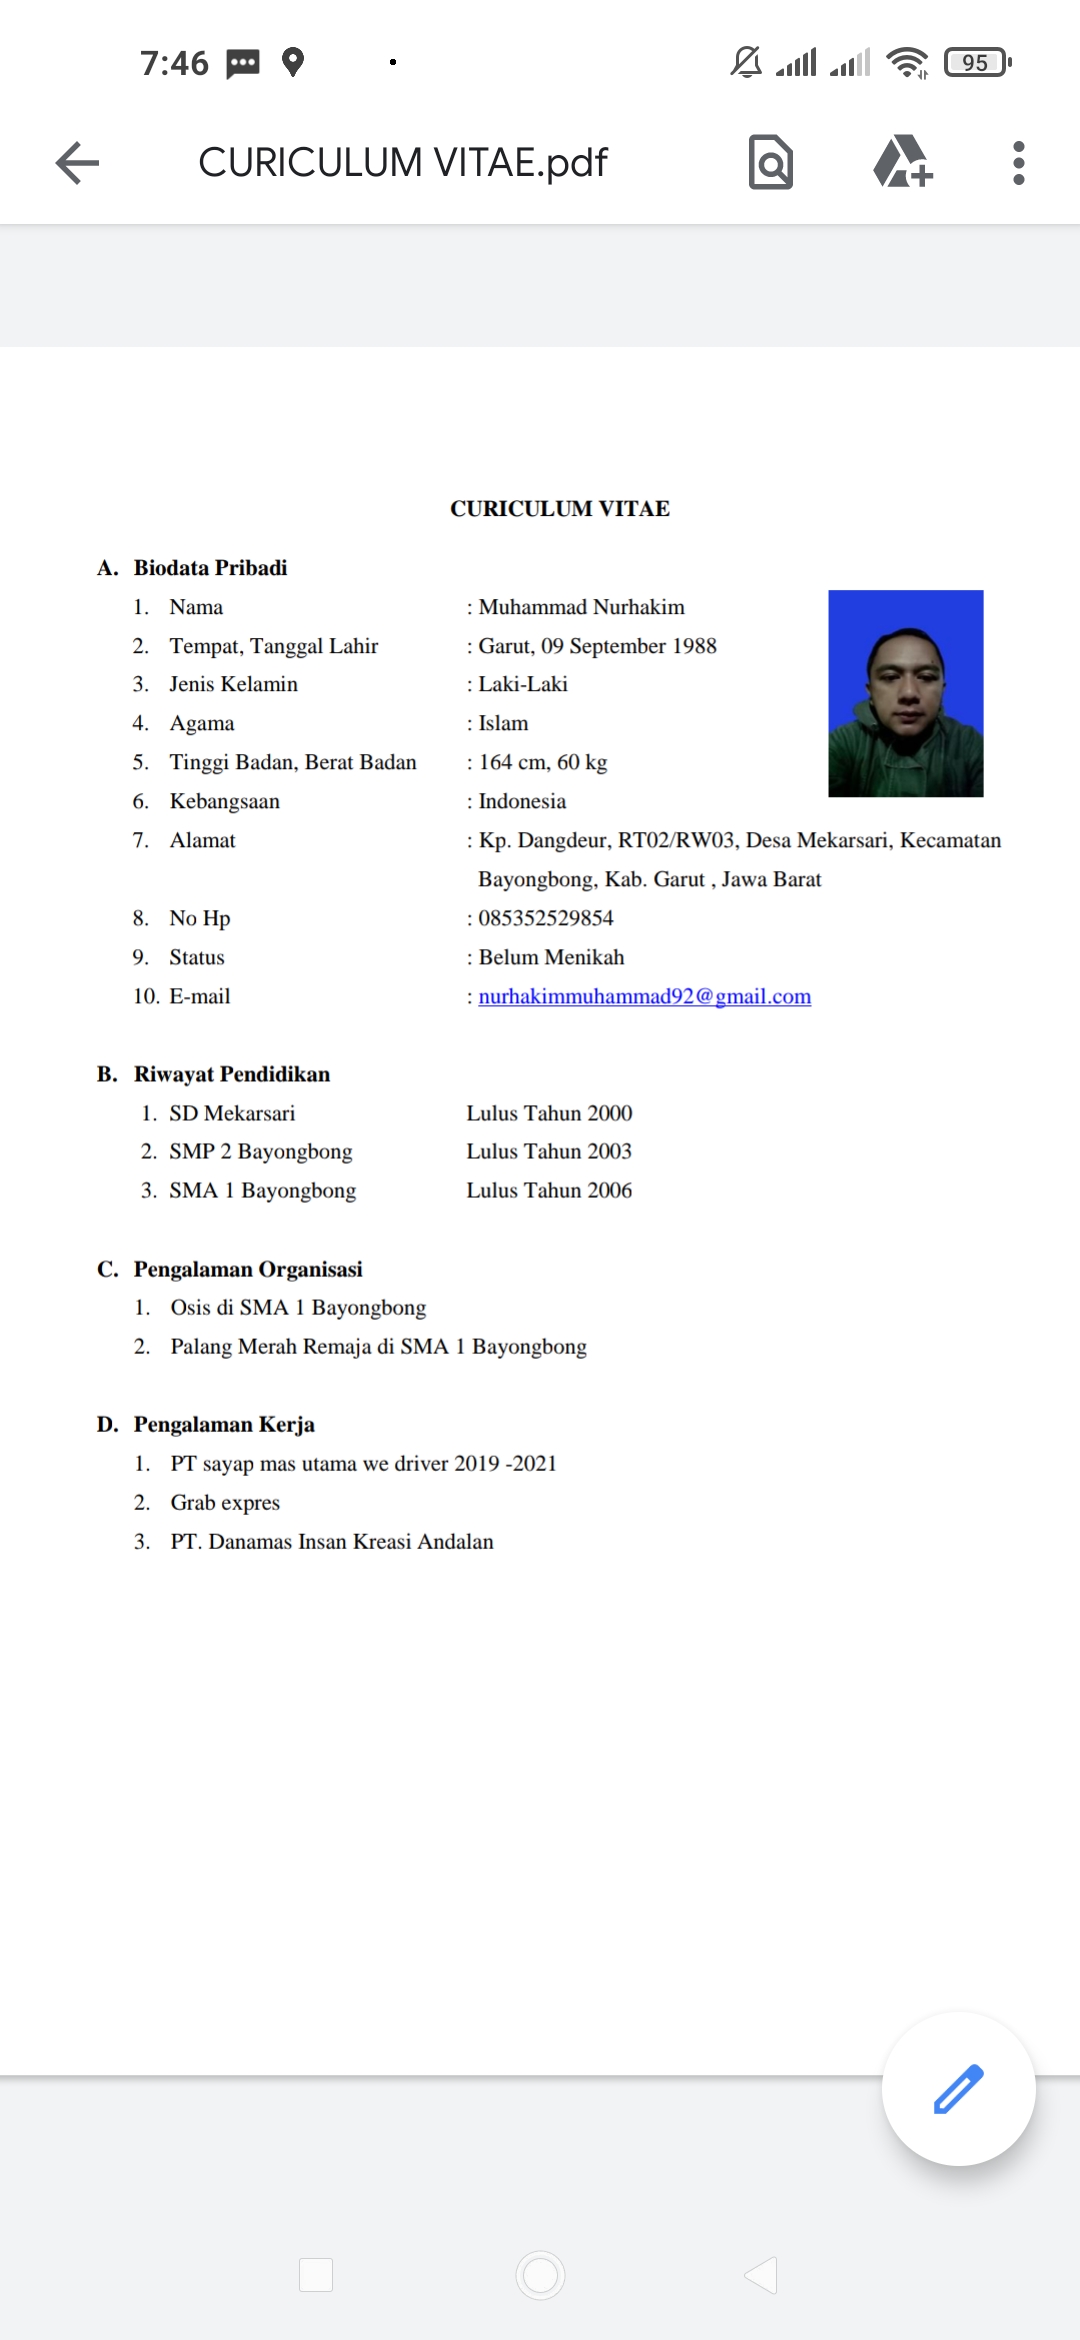 7:46
95
CURICULUM VITAE.pdf
CURICULUM VITAE
A. Biodata Pribadi
1. Nama : Muhammad Nurhakim
2. Tempat, Tanggal Lahir : Garut, 09 September 1988
3. Jenis Kelamin : Laki-Laki
4. Agama : Islam
5. Tinggi Badan, Berat Badan : 164 cm, 60 kg
6. Kebangsaan : Indonesia
7. Alamat : Kp. Dangdeur, RT02/RW03, Desa Mekarsari, Kecamatan
Bayongbong, Kab. Garut , Jawa Barat
8. No Hp : 085352529854
9. Status : Belum Menikah
10. E-mail : nurhakimmuhammad92@gmail.com
B. Riwayat Pendidikan
1. SD Mekarsari Lulus Tahun 2000
2. SMP 2 Bayongbong Lulus Tahun 2003
3. SMA 1 Bayongbong Lulus Tahun 2006
C. Pengalaman Organisasi
1. Osis di SMA 1 Bayongbong
2. Palang Merah Remaja di SMA 1 Bayongbong
D. Pengalaman Kerja
1. PT sayap mas utama we driver 2019 -2021
2. Grab expres
3. PT. Danamas Insan Kreasi Andalan